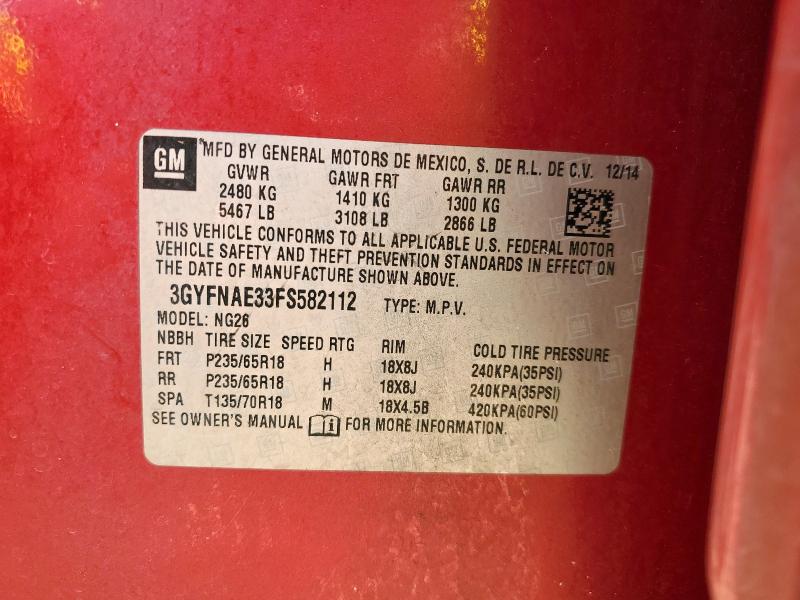 GM MFD BY GENERAL MOTORS DE MEXICO, S. DE R.L. DE C.V. 12/14
GVWR GAWR FRT GAWR RR
2480 KG 1410 KG 1300 KG
5467 LB 3108 LB 2866 LB
THIS VEHICLE CONFORMS TO ALL APPLICABLE U.S. FEDERAL MOTOR
VEHICLE SAFETY AND THEFT PREVENTION STANDARDS IN EFFECT ON
THE DATE OF MANUFACTURE SHOWN ABOVE.
3GYFNAE33FS582112 TYPE: M.P.V.
MODEL: NG26
NBBH TIRE SIZE SPEED RTG RIM COLD TIRE PRESSURE
FRT P235/65R18 H 18X8J 240KPA(35PSI)
RR P235/65R18 H 18X8J 240KPA(35PSI)
SPA T135/70R18 M 18X4.5B 420KPA(60PSI)
SEE OWNER'S MANUAL FOR MORE INFORMATION.